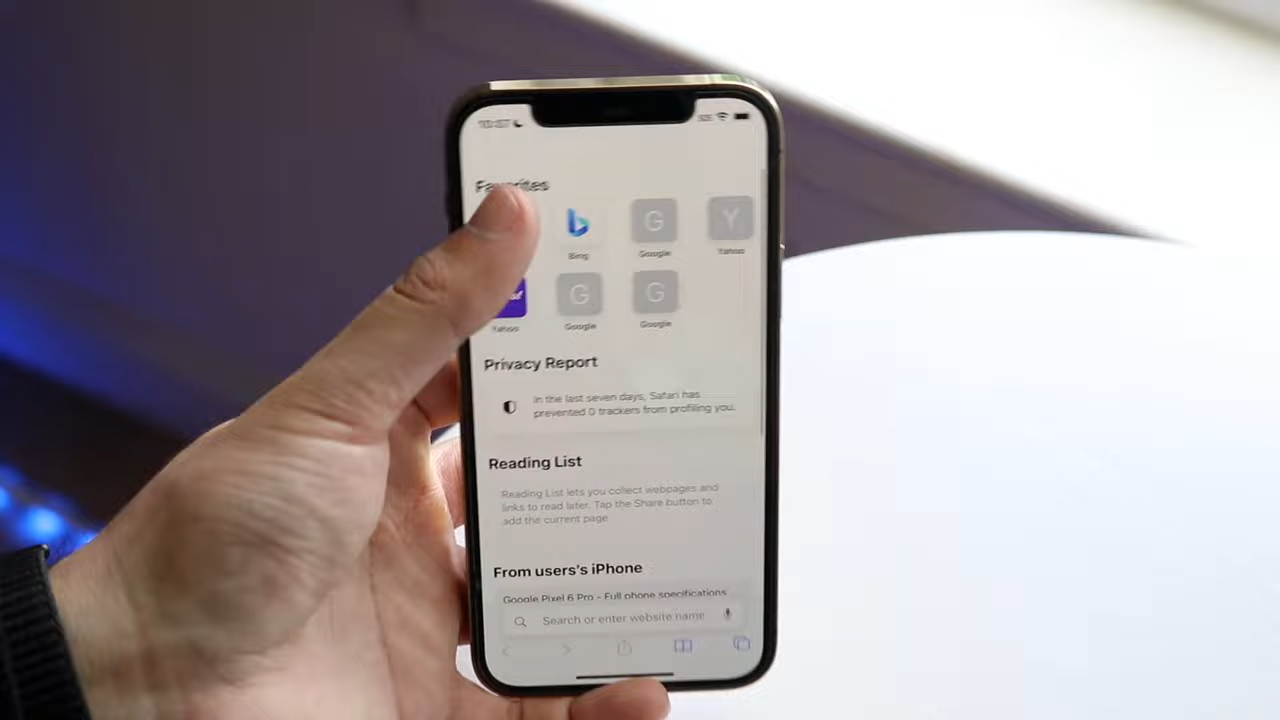 Favorites
Bing
Google
Y
Yahoo
G
G
G
Yahoo
Google
Google
Privacy Report
In the last seven days, Safari has
prevented 0 trackers from profiling you.
Reading List
Reading List lets you collect webpages and
links to read later. Tap the Share button to
add the current page
From users's iPhone
Google Pixel 6 Pro - Full phone specifications
Search or enter website name